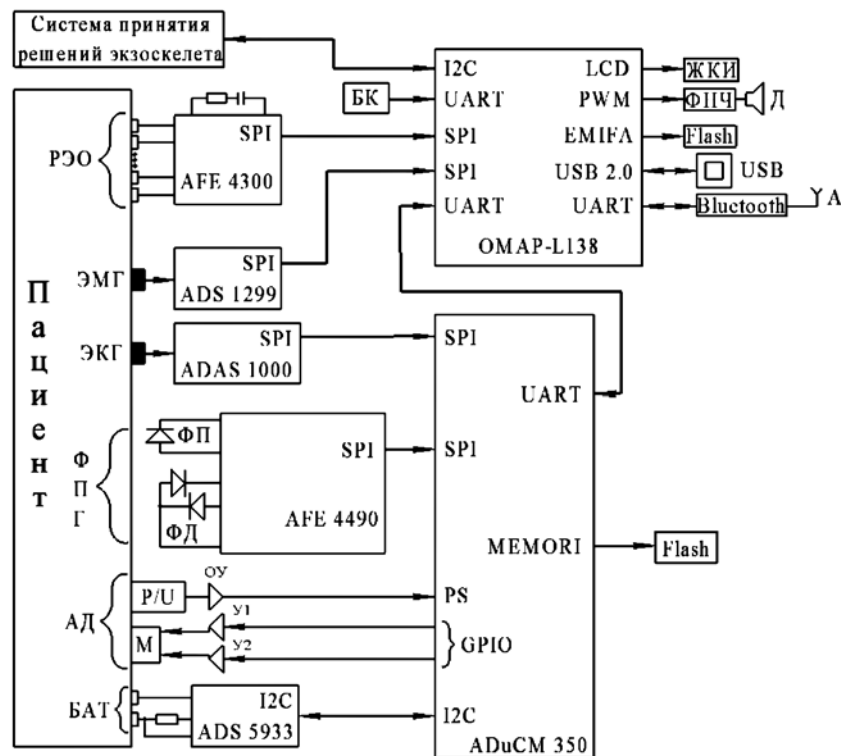 Система принятия
решений экзоскелета
I2C
LCD
ЖКИ
БК
UART
PWM
ФНЧ
Д
SPI
EMIFA
Flash
SPI
USB 2.0
USB
UART
UART
Bluetooth
А
OMAP-L138
РЭО
SPI
AFE 4300
ЭМГ
SPI
ADS 1299
ЭКГ
SPI
ADAS 1000
SPI
UART
Пациент
ФПГ
ФП
ФД
SPI
AFE 4490
SPI
MEMORI
Flash
АД
P/U
ОУ
PS
М
У1
У2
GPIO
БАТ
I2C
ADS 5933
I2C
ADuCM 350